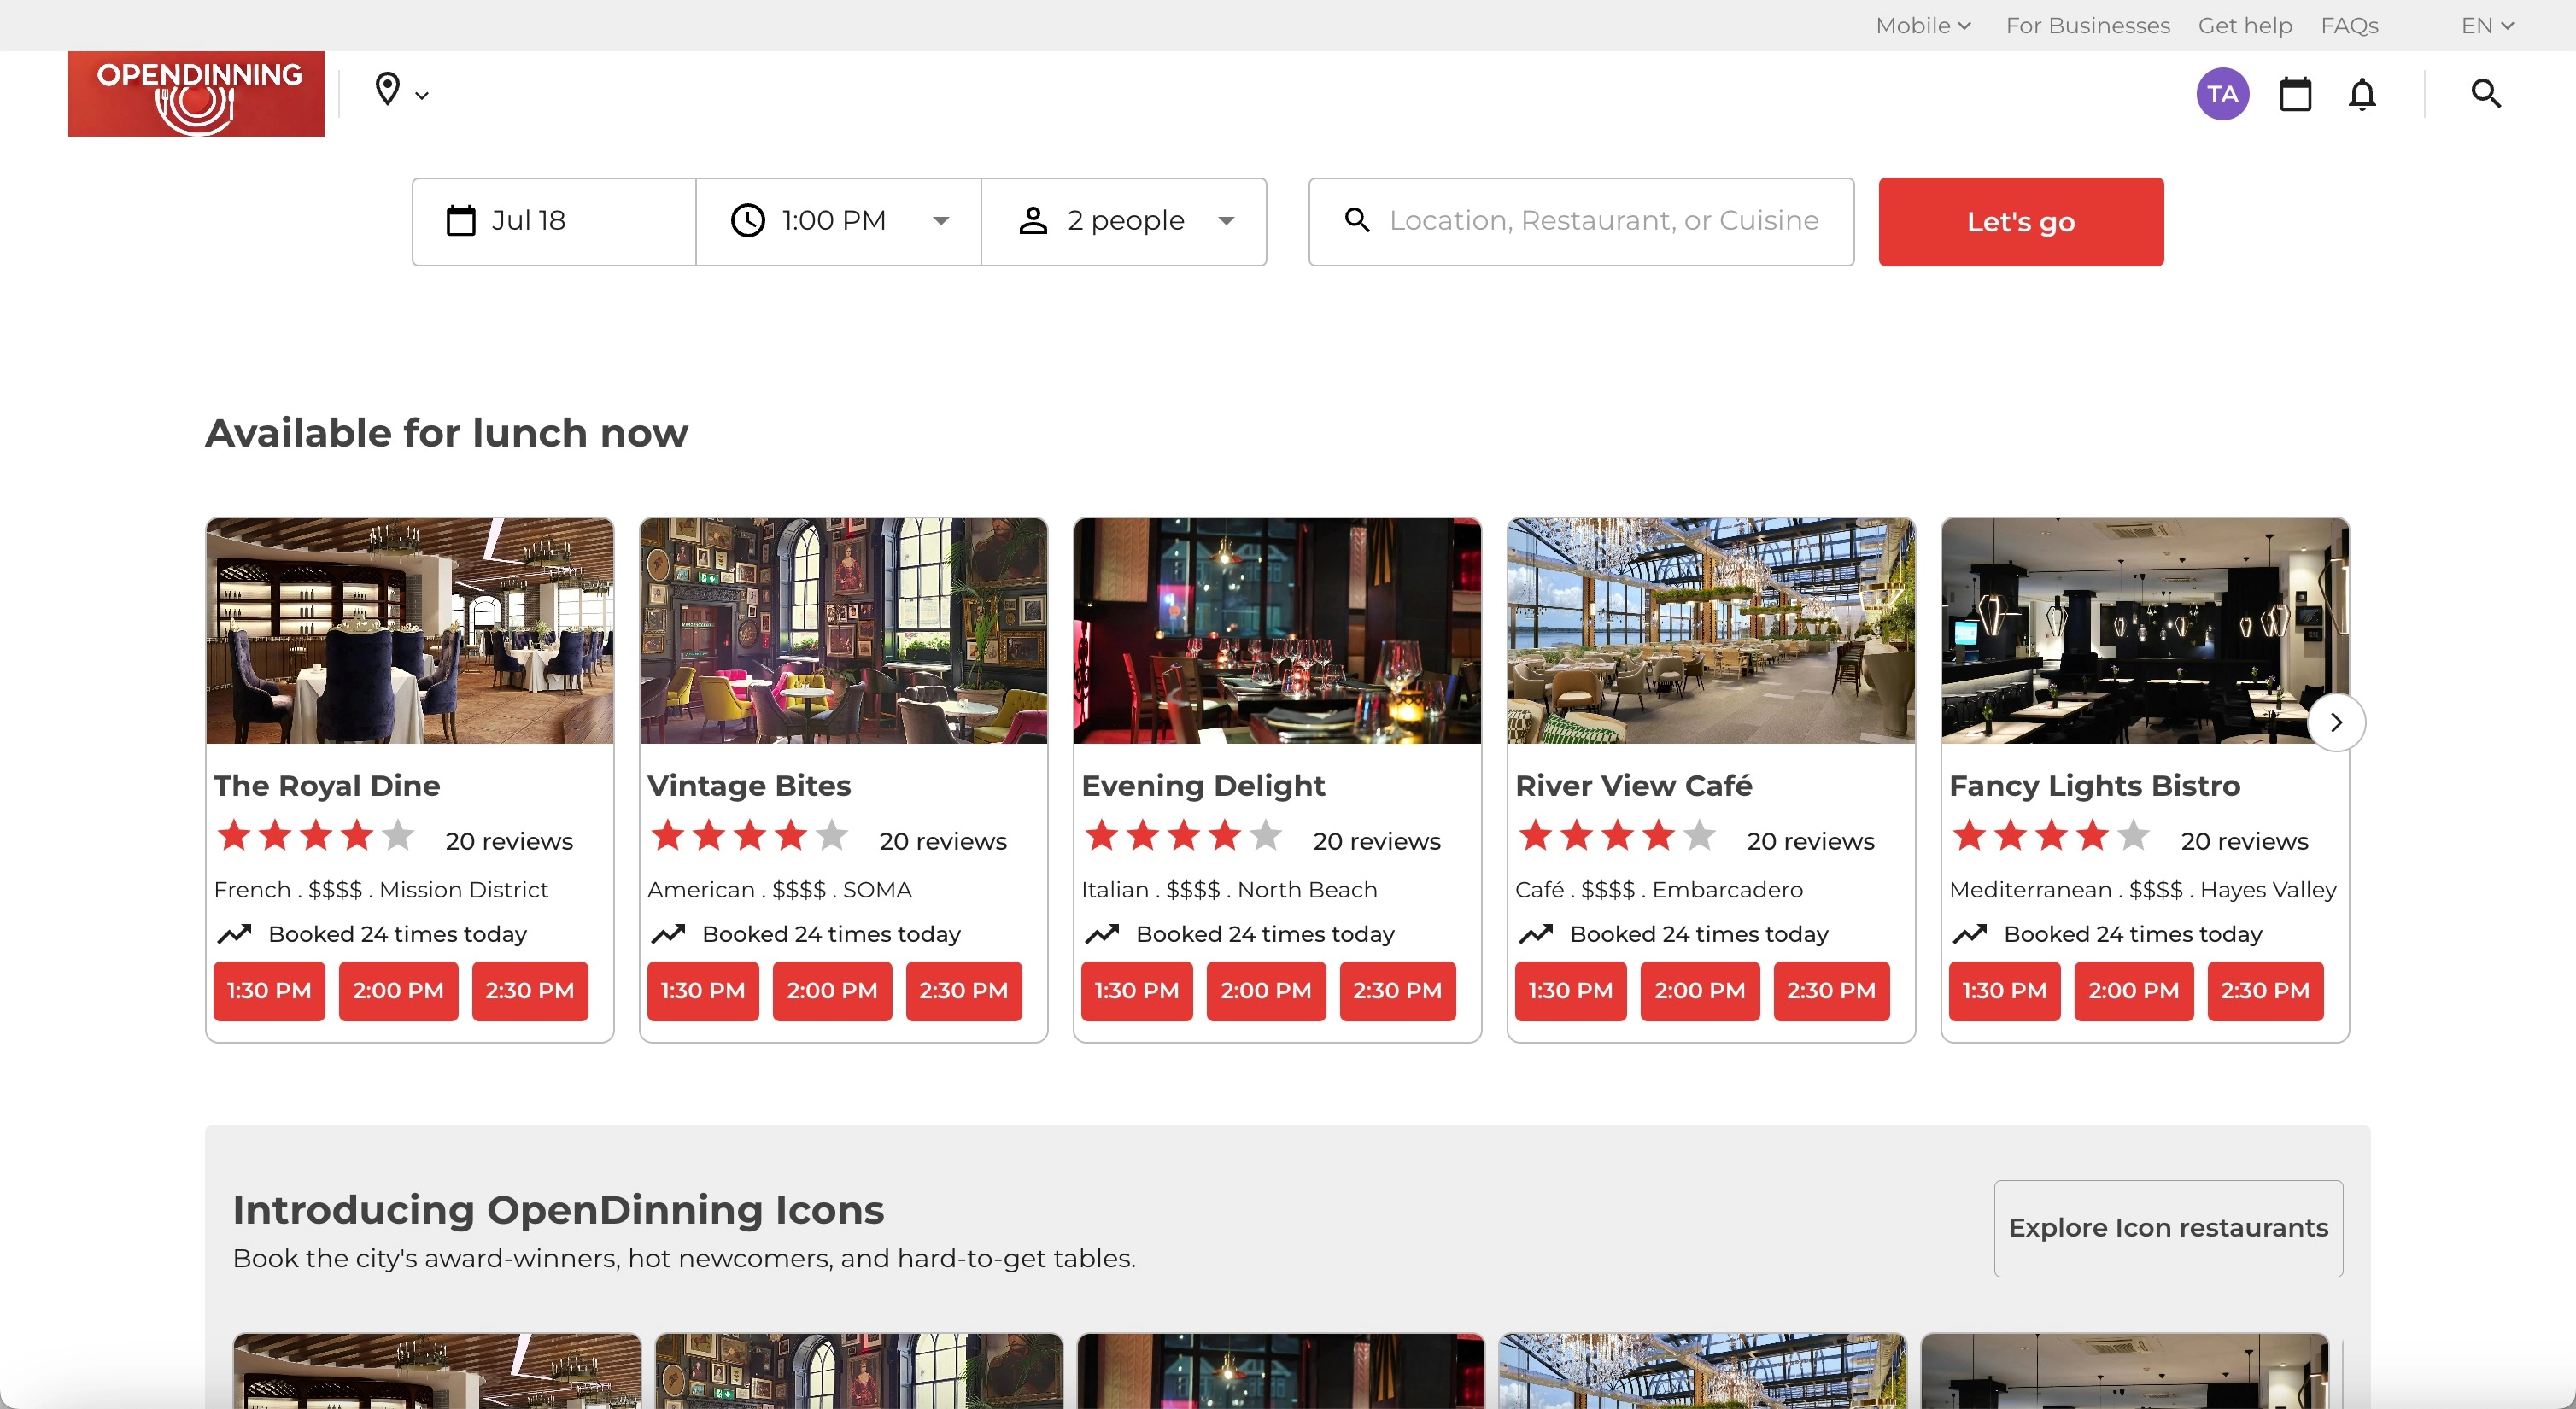 Mobile For Businesses Get help FAQs EN
OPENDINNING
TA
Jul 18 1:00 PM 2 people Location, Restaurant, or Cuisine Let's go
Available for lunch now
The Royal Dine
20 reviews
French . $$$$ . Mission District
Booked 24 times today
1:30 PM 2:00 PM 2:30 PM
Vintage Bites
20 reviews
American . $$$$ . SOMA
Booked 24 times today
1:30 PM 2:00 PM 2:30 PM
Evening Delight
20 reviews
Italian . $$$$ . North Beach
Booked 24 times today
1:30 PM 2:00 PM 2:30 PM
River View Café
20 reviews
Café . $$$$ . Embarcadero
Booked 24 times today
1:30 PM 2:00 PM 2:30 PM
Fancy Lights Bistro
20 reviews
Mediterranean . $$$$ . Hayes Valley
Booked 24 times today
1:30 PM 2:00 PM 2:30 PM
Introducing OpenDinning Icons
Book the city's award-winners, hot newcomers, and hard-to-get tables.
Explore Icon restaurants